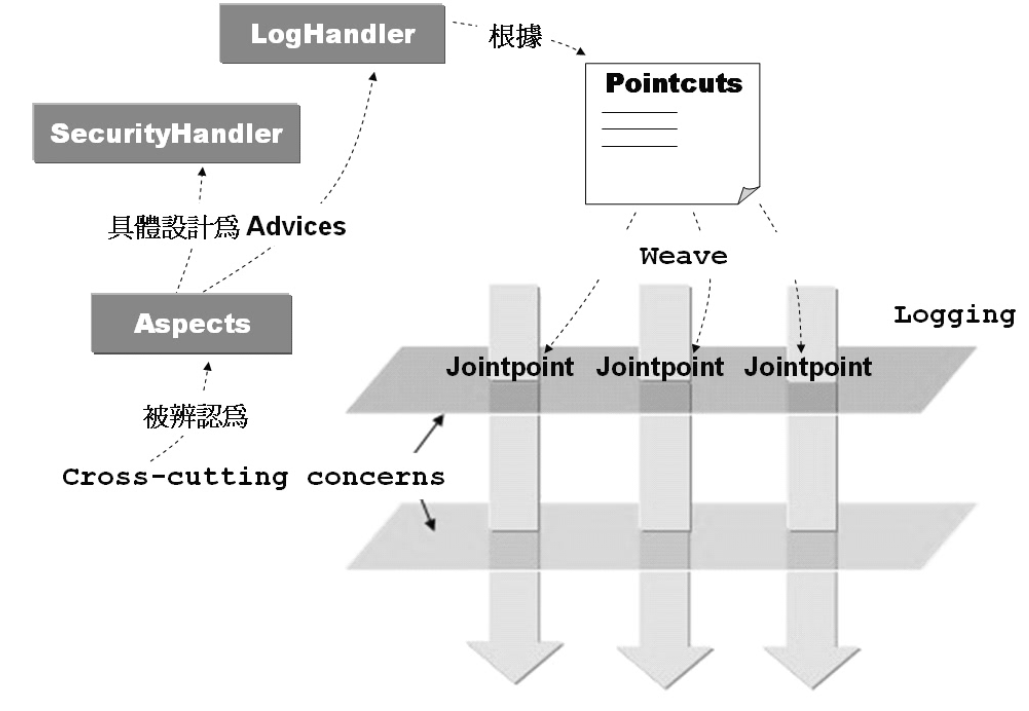 LogHandler
根據
Pointcuts
SecurityHandler
具體設計爲 Advices
Weave
Aspects
Logging
Jointpoint Jointpoint Jointpoint
被辨認爲
Cross-cutting concerns